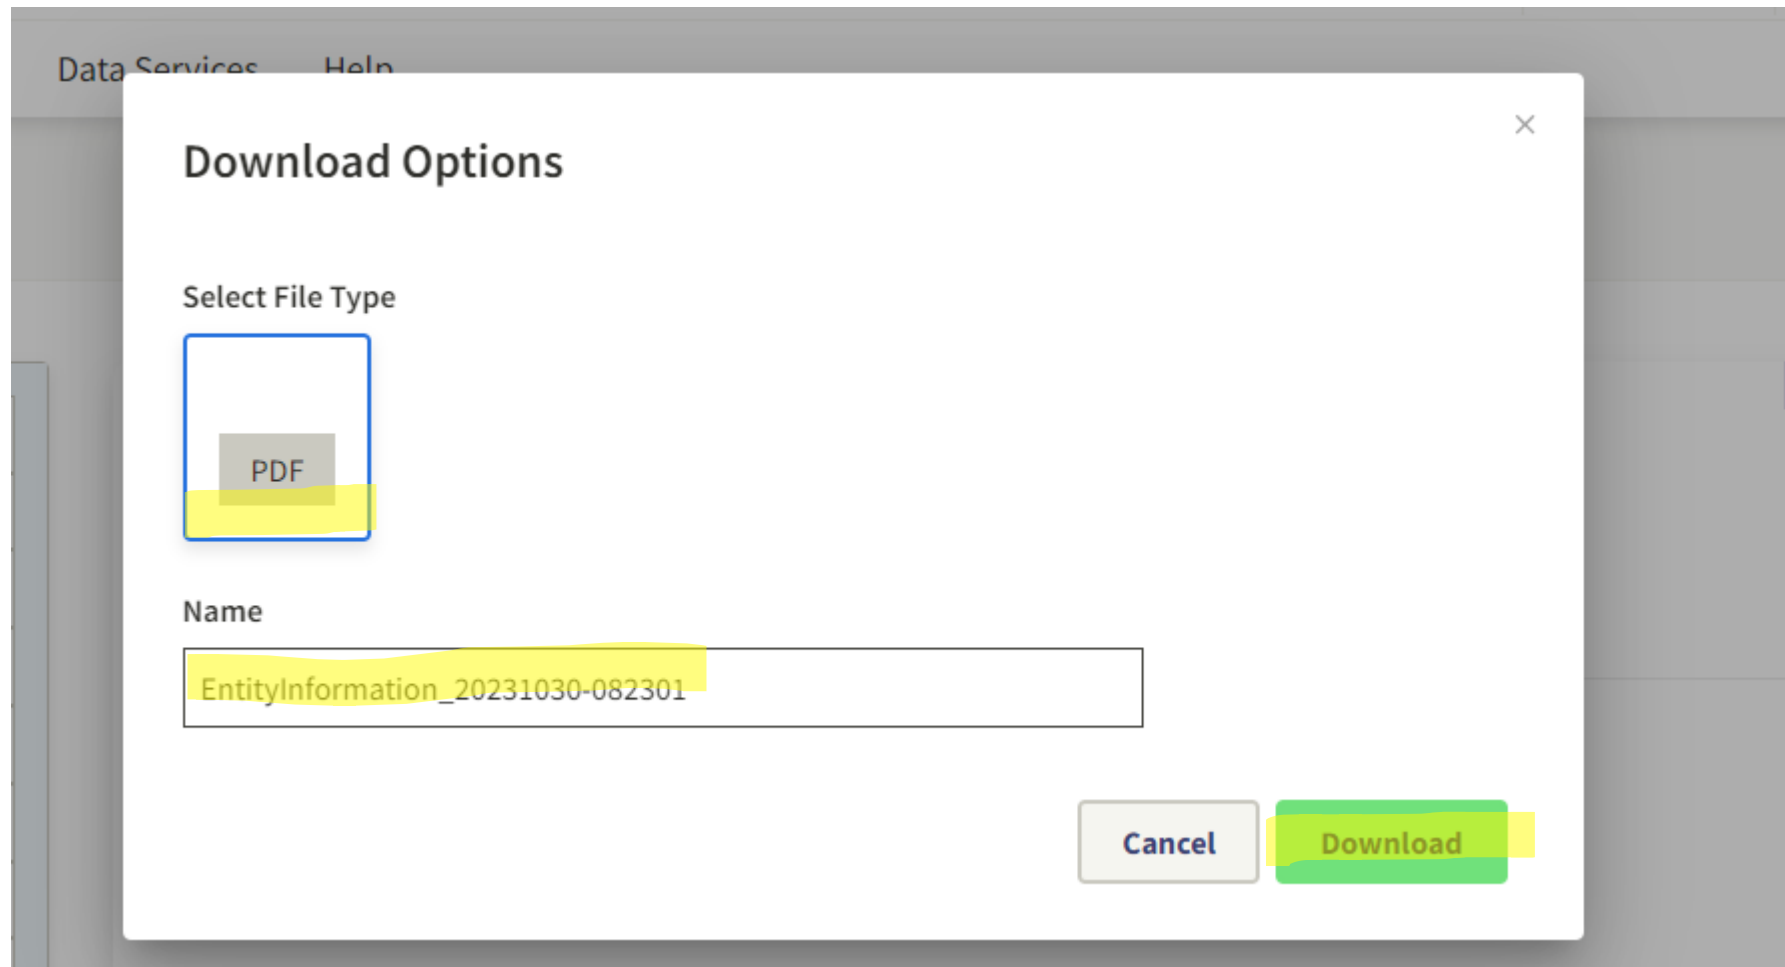 Data Services Help
×
Download Options
Select File Type
PDF
Name
EntityInformation_20231030-082301
Cancel Download